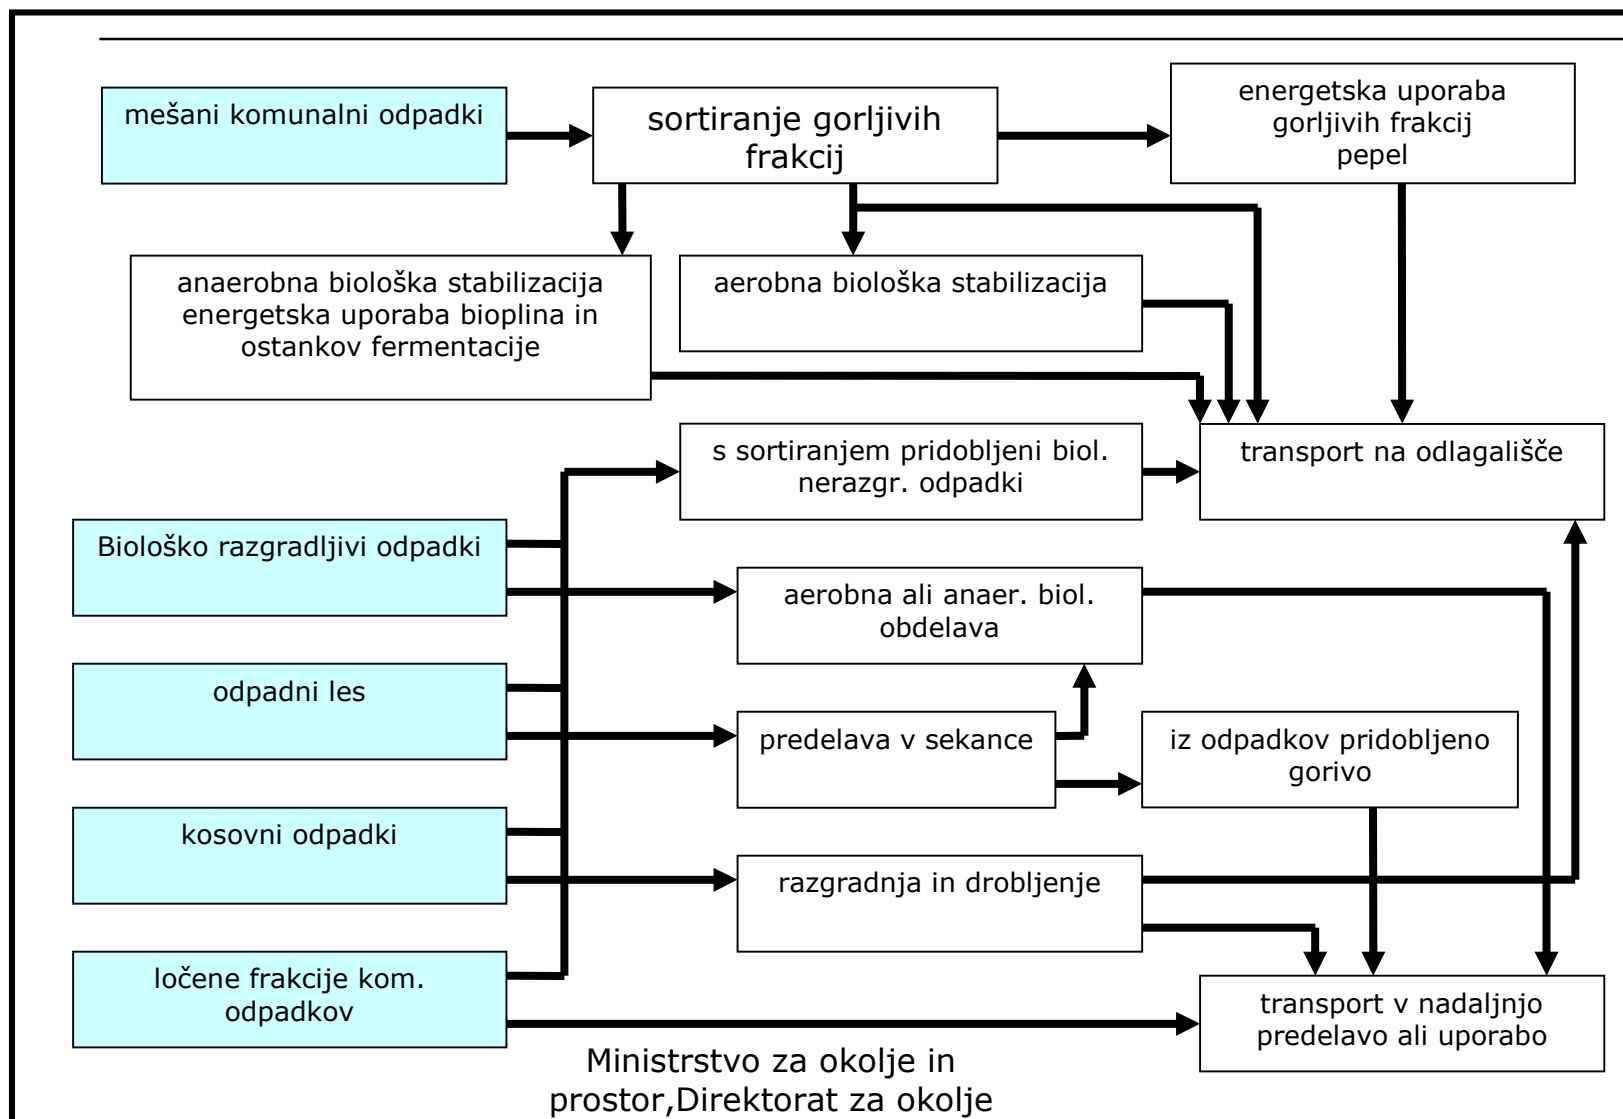 mešani komunalni odpadki
sortiranje gorljivih
frakcij
energetska uporaba
gorljivih frakcij
pepel
anaerobna biološka stabilizacija
energetska uporaba bioplina in
ostankov fermentacije
aerobna biološka stabilizacija
s sortiranjem pridobljeni biol.
nerazgr. odpadki
transport na odlagališče
Biološko razgradljivi odpadki
aerobna ali anaer. biol.
obdelava
odpadni les
predelava v sekance
iz odpadkov pridobljeno
gorivo
kosovni odpadki
razgradnja in drobljenje
ločene frakcije kom.
odpadkov
transport v nadaljnjo
predelavo ali uporabo
Ministrstvo za okolje in
prostor,Direktorat za okolje